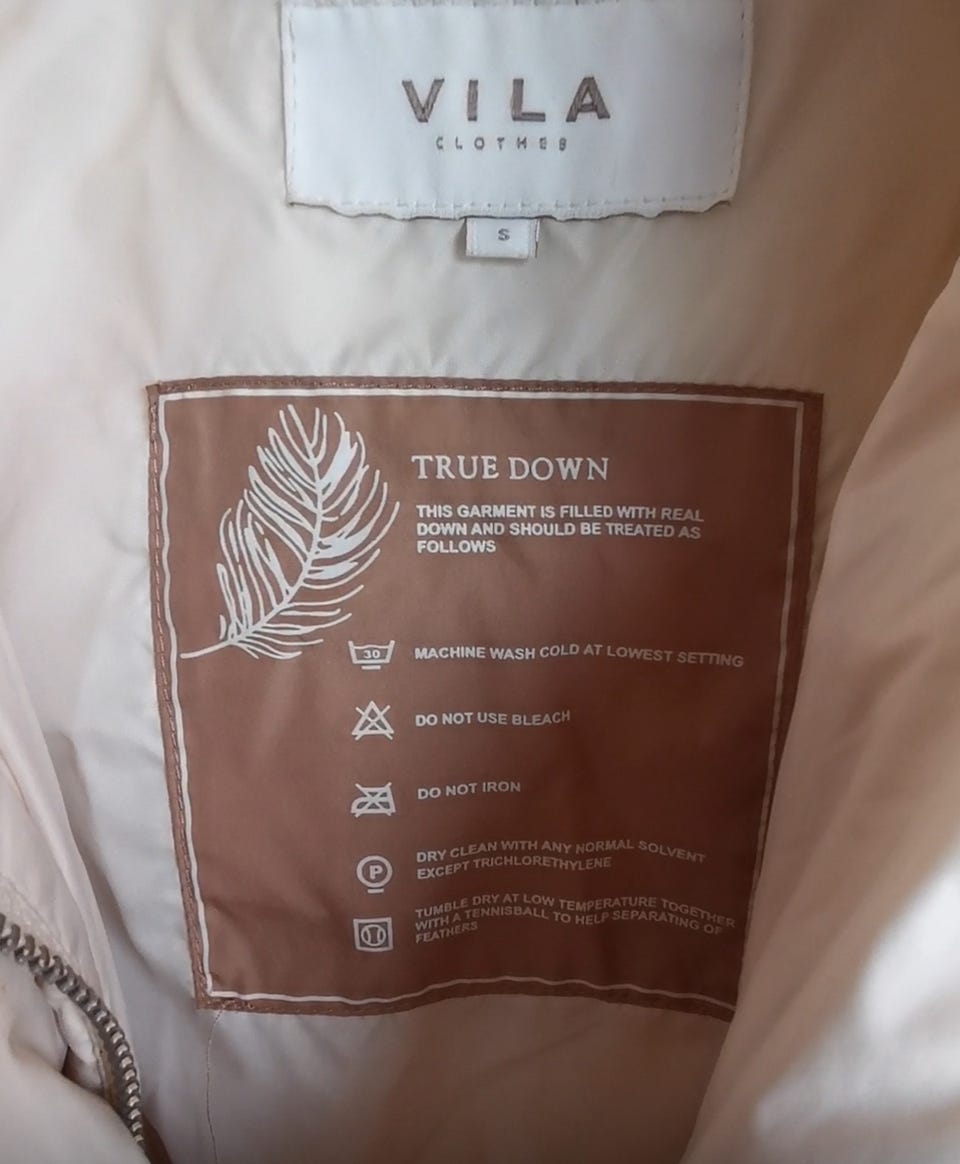 VILA
CLOTHES
S
TRUE DOWN
THIS GARMENT IS FILLED WITH REAL
DOWN AND SHOULD BE TREATED AS
FOLLOWS
30
MACHINE WASH COLD AT LOWEST SETTING
DO NOT USE BLEACH
DO NOT IRON
P
DRY CLEAN WITH ANY NORMAL SOLVENT
EXCEPT TRICHLORETHYLENE
TUMBLE DRY AT LOW TEMPERATURE TOGETHER
WITH A TENNISBALL TO HELP SEPARATING OF
FEATHERS